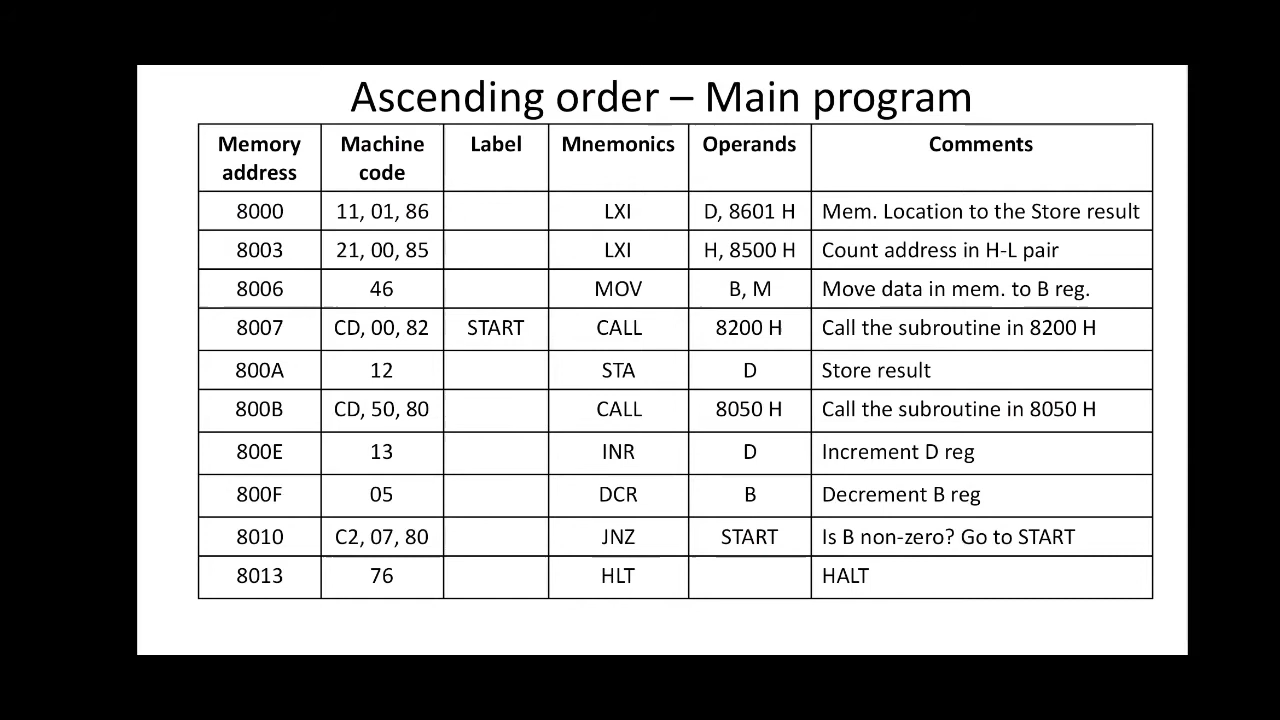 Ascending order – Main program
Memory address Machine code Label Mnemonics Operands Comments
8000 11, 01, 86 LXI D, 8601 H Mem. Location to the Store result
8003 21, 00, 85 LXI H, 8500 H Count address in H-L pair
8006 46 MOV B, M Move data in mem. to B reg.
8007 CD, 00, 82 START CALL 8200 H Call the subroutine in 8200 H
800A 12 STA D Store result
800B CD, 50, 80 CALL 8050 H Call the subroutine in 8050 H
800E 13 INR D Increment D reg
800F 05 DCR B Decrement B reg
8010 C2, 07, 80 JNZ START Is B non-zero? Go to START
8013 76 HLT HALT